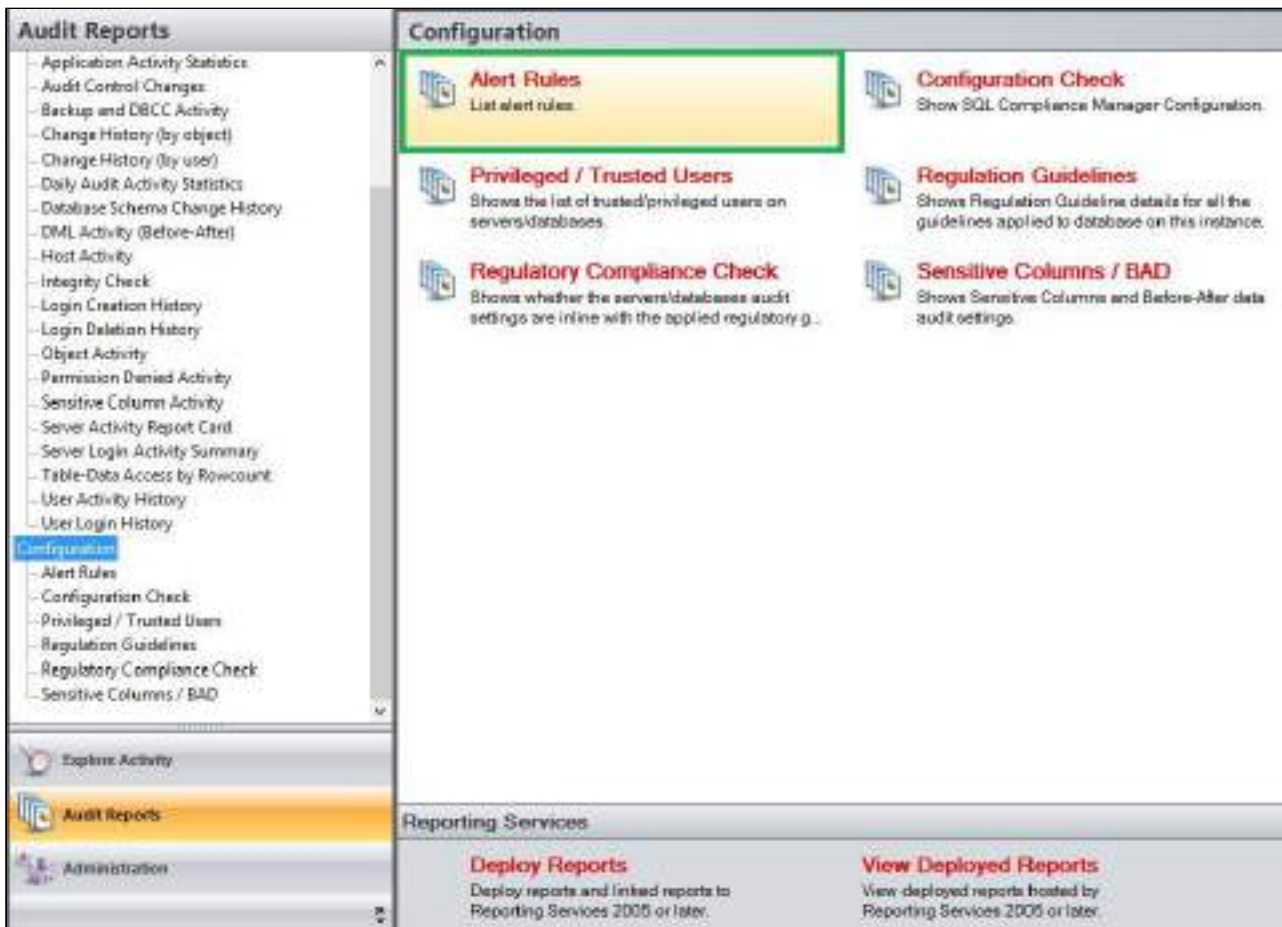 Audit Reports
Application Activity Statistics
Audit Control Changes
Backup and DBCC Activity
Change History (by object)
Change History (by user)
Daily Audit Activity Statistics
Database Schema Change History
DML Activity (Before-After)
Host Activity
Integrity Check
Login Creation History
Login Deletion History
Object Activity
Permission Denied Activity
Sensitive Column Activity
Server Activity Report Card
Server Login Activity Summary
Table-Data Access by Rowcount
User Activity History
User Login History
Configuration
Alert Rules
Configuration Check
Privileged / Trusted Users
Regulation Guidelines
Regulatory Compliance Check
Sensitive Columns / BAD
Explore Activity
Audit Reports
Administration
Configuration
Alert Rules
List alert rules.
Configuration Check
Show SQL Compliance Manager Configuration.
Privileged / Trusted Users
Shows the list of trusted/privileged users on
servers/databases.
Regulation Guidelines
Shows Regulation Guideline details for all the
guidelines applied to database on this instance.
Regulatory Compliance Check
Shows whether the servers/databases audit
settings are inline with the applied regulatory g...
Sensitive Columns / BAD
Shows Sensitive Columns and Before-After data
audit settings.
Reporting Services
Deploy Reports
Deploy reports and linked reports to
Reporting Services 2005 or later.
View Deployed Reports
View deployed reports hosted by
Reporting Services 2005 or later.